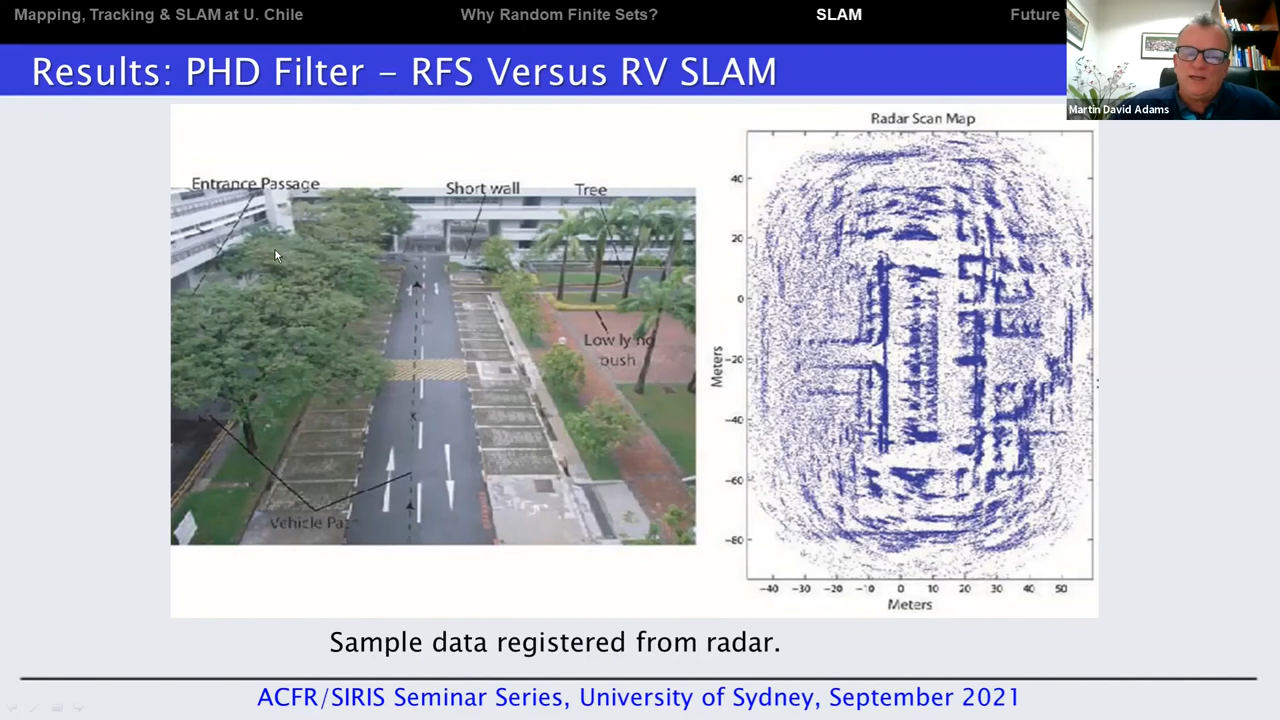 Mapping, Tracking & SLAM at U. Chile Why Random Finite Sets? SLAM Future
Results: PHD Filter – RFS Versus RV SLAM
Martin David Adams
Entrance Passage
Short wall
Tree
Low lying
bush
Vehicle
Radar Scan Map
40
20
0
−20
−40
−60
−80
Meters
−40 −30 −20 −10 0 10 20 30 40 50
Meters
Sample data registered from radar.
ACFR/SIRIS Seminar Series, University of Sydney, September 2021